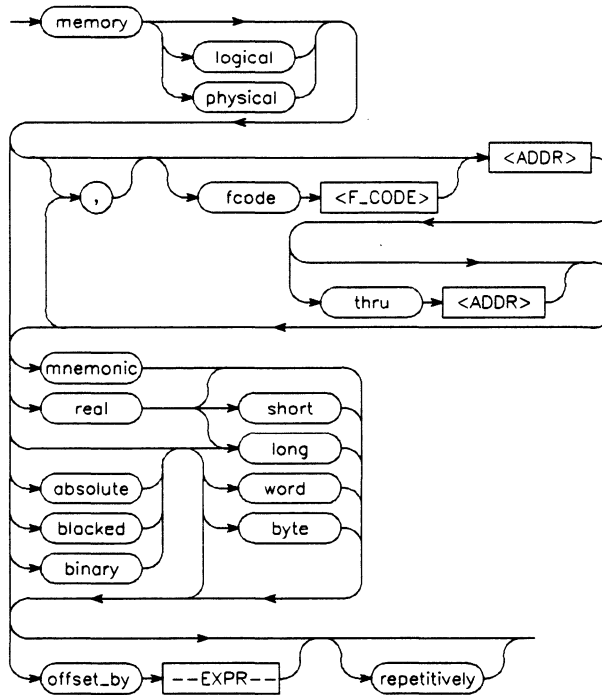 memory
logical
physical
<ADDR>
, fcode <F_CODE>
thru <ADDR>
mnemonic
real short
long
absolute word
blocked byte
binary
offset_by --EXPR-- repetitively